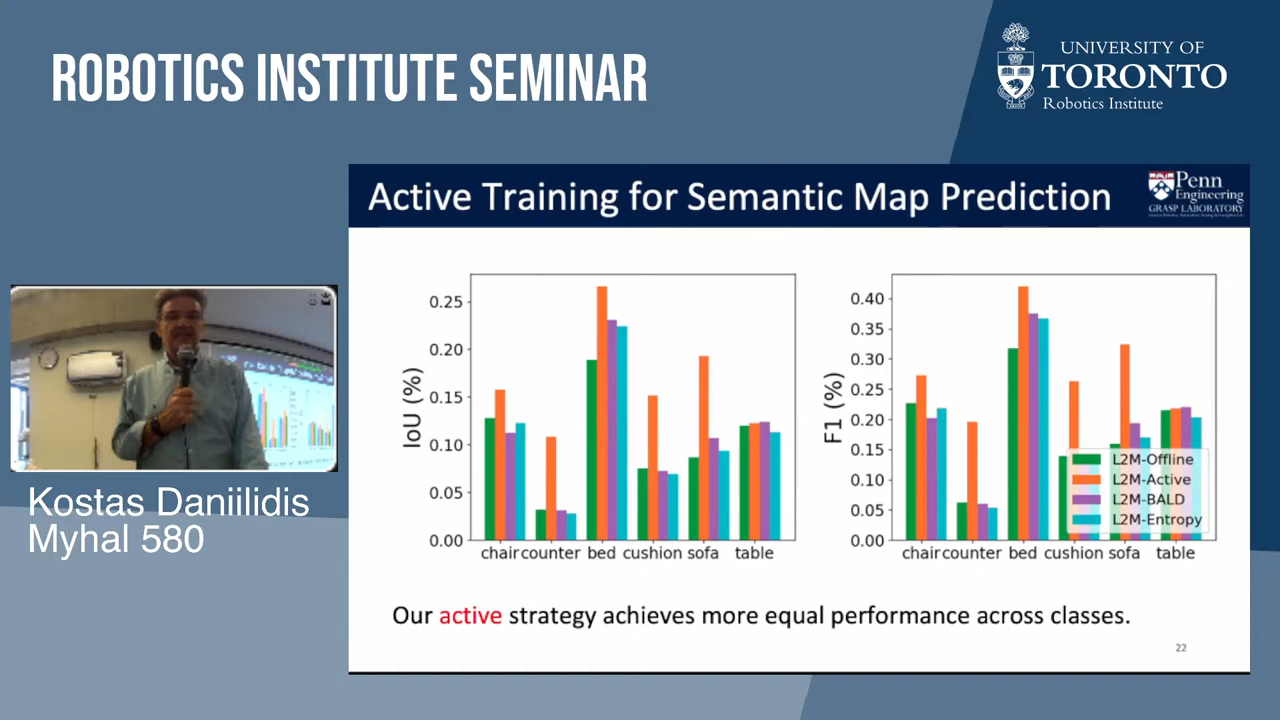 ROBOTICS INSTITUTE SEMINAR
UNIVERSITY OF
TORONTO
Robotics Institute
Active Training for Semantic Map Prediction
Penn
Engineering
GRASP LABORATORY
IoU (%)
0.25
0.20
0.15
0.10
0.05
0.00
chair counter bed cushion sofa table
F1 (%)
0.40
0.35
0.30
0.25
0.20
0.15
0.10
0.05
0.00
chair counter bed cushion sofa table
L2M-Offline
L2M-Active
L2M-BALD
L2M-Entropy
Our active strategy achieves more equal performance across classes.
22
Kostas Daniilidis
Myhal 580